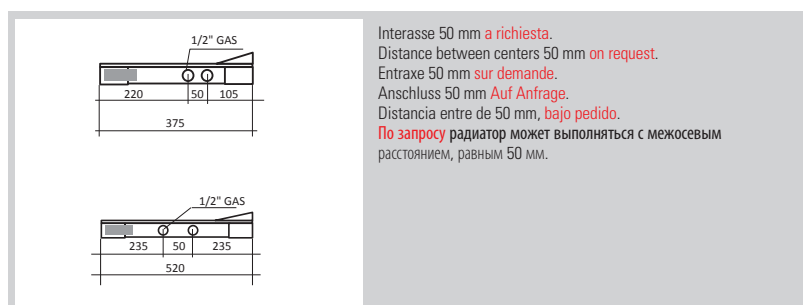 1/2" GAS
220 50 105
375
1/2" GAS
235 50 235
520
Interasse 50 mm a richiesta.
Distance between centers 50 mm on request.
Entraxe 50 mm sur demande.
Anschluss 50 mm Auf Anfrage.
Distancia entre de 50 mm, bajo pedido.
По запросу радиатор может выполняться с межосевым
расстоянием, равным 50 мм.